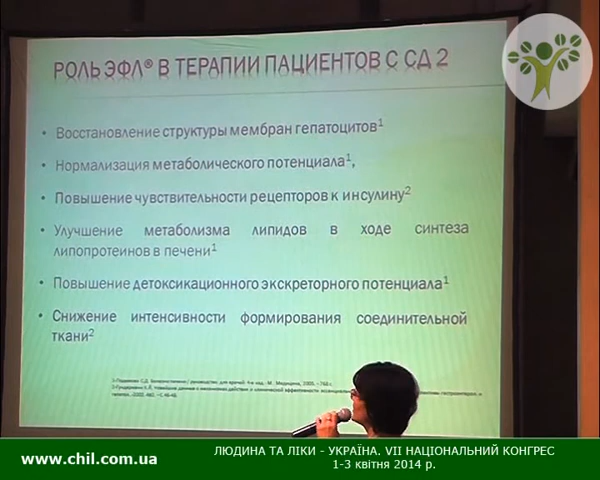 РОЛЬ ЭФЛ® В ТЕРАПИИ ПАЦИЕНТОВ С СД 2
• Восстановление структуры мембран гепатоцитов1
• Нормализация метаболического потенциала1,
• Повышение чувствительности рецепторов к инсулину2
• Улучшение метаболизма липидов в ходе синтеза
липопротеинов в печени1
• Повышение детоксикационного экскреторного потенциала1
• Снижение интенсивности формирования соединительной
ткани2
www.chil.com.ua
ЛЮДИНА ТА ЛІКИ - УКРАЇНА. VII НАЦІОНАЛЬНИЙ КОНГРЕС
1-3 квітня 2014 р.